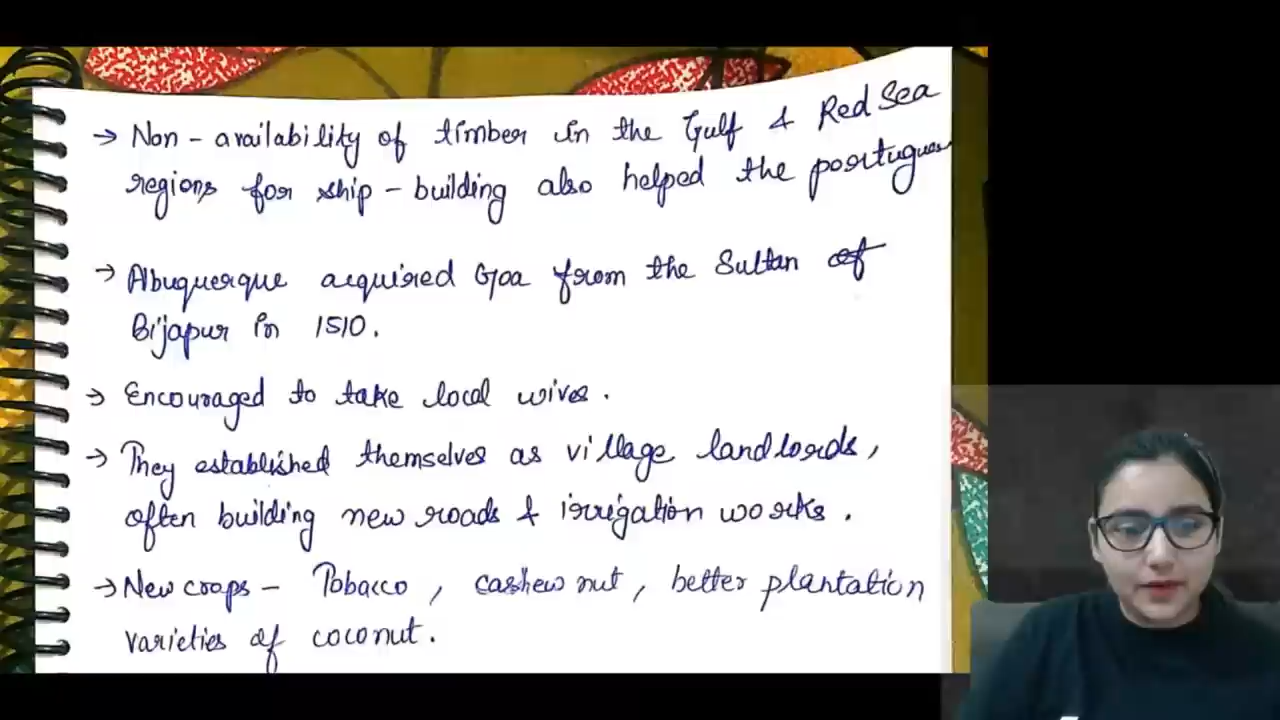 → Non-availability of timber in the Gulf & Red Sea
regions for ship-building also helped the portugues
→ Albuquerque acquired Goa from the Sultan of
Bijapur in 1510.
→ Encouraged to take local wives.
→ They established themselves as village landlords,
often building new roads & irrigation works.
→ New crops - Tobacco, cashew nut, better plantation
varieties of coconut.